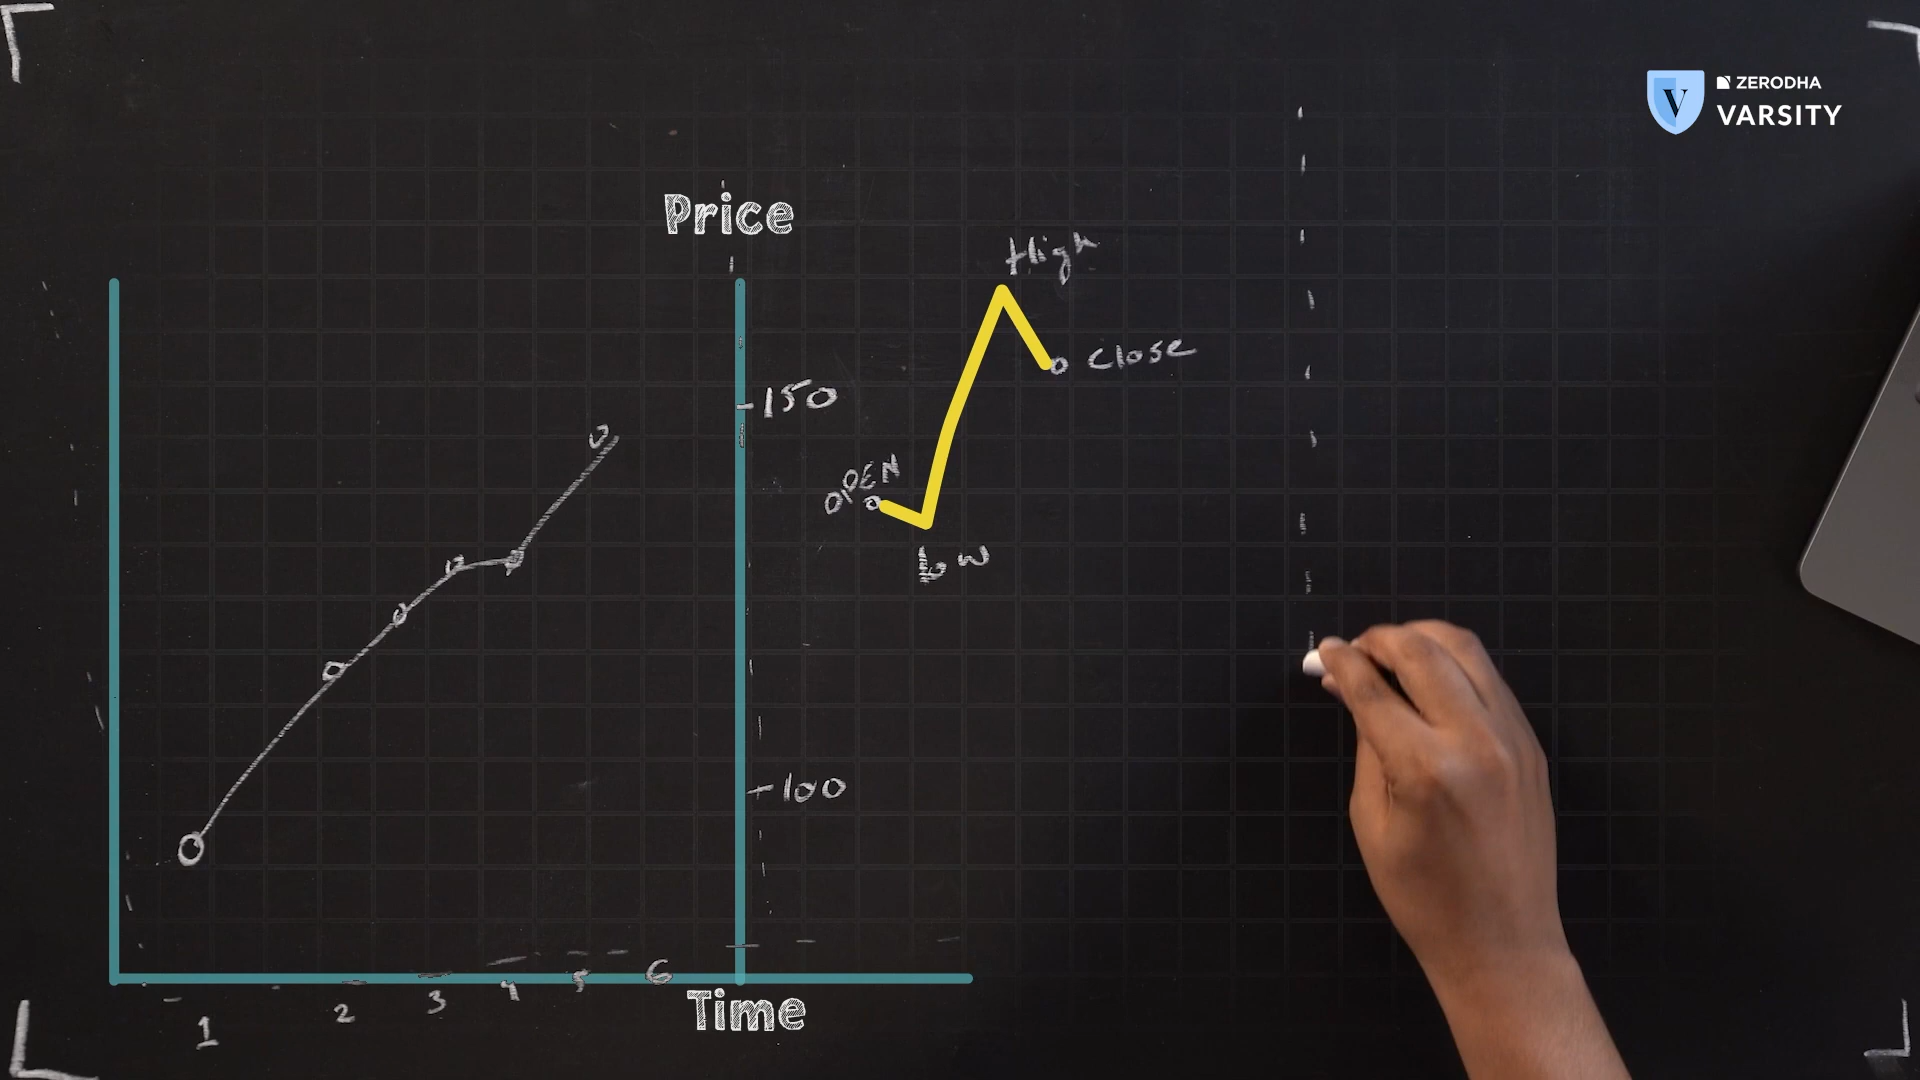 ZERODHA
VARSITY
Price
High
Close
150
OPEN
Low
100
1 2 3 4 5 6
Time